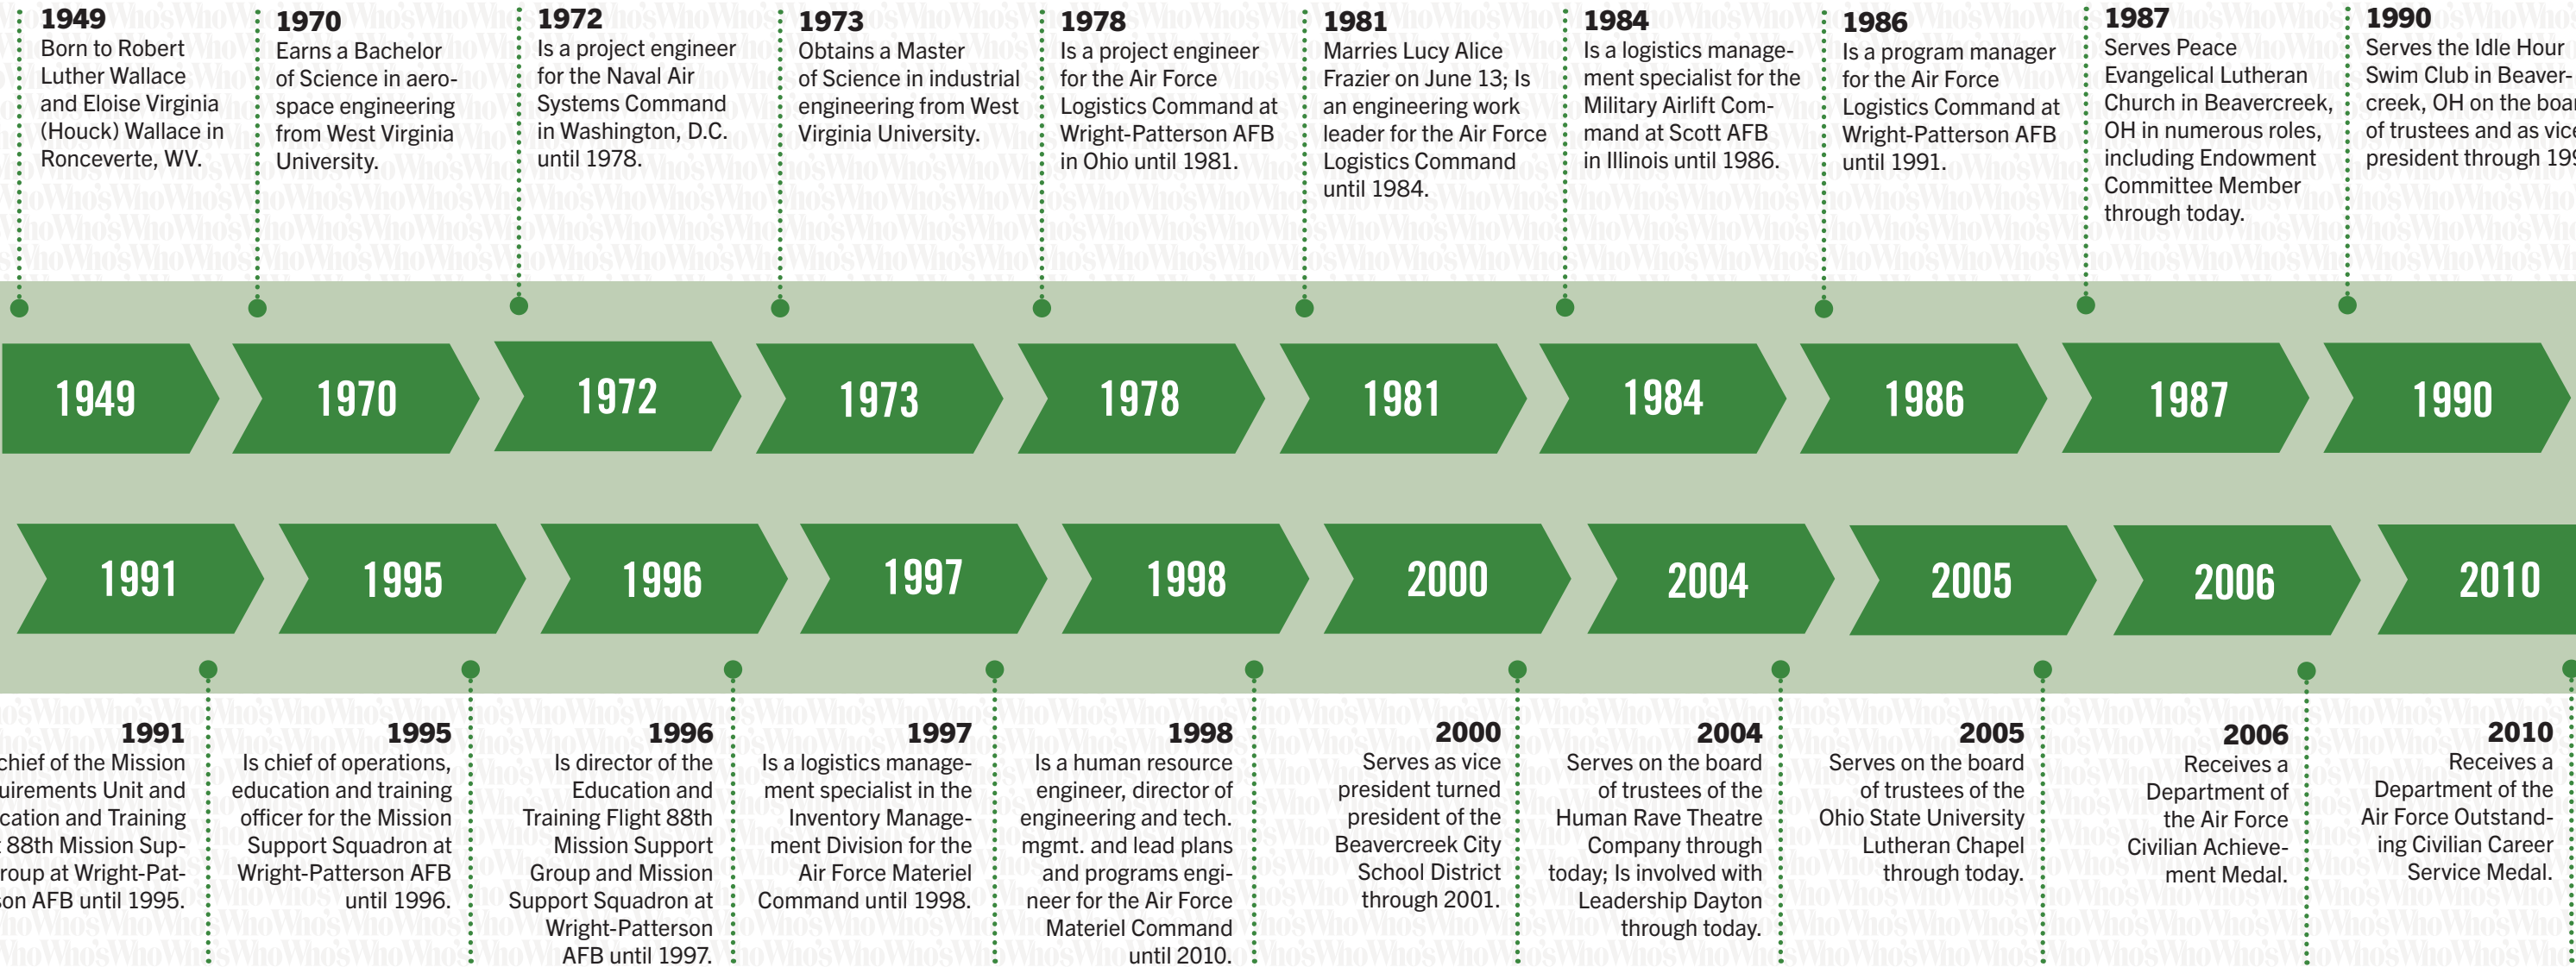 1949
Born to Robert
Luther Wallace
and Eloise Virginia
(Houck) Wallace in
Ronceverte, WV.
1970
Earns a Bachelor
of Science in aero-
space engineering
from West Virginia
University.
1972
Is a project engineer
for the Naval Air
Systems Command
in Washington, D.C.
until 1978.
1973
Obtains a Master
of Science in industrial
engineering from West
Virginia University.
1978
Is a project engineer
for the Air Force
Logistics Command at
Wright-Patterson AFB
in Ohio until 1981.
1981
Marries Lucy Alice
Frazier on June 13; Is
an engineering work
leader for the Air Force
Logistics Command
until 1984.
1984
Is a logistics manage-
ment specialist for the
Military Airlift Com-
mand at Scott AFB
in Illinois until 1986.
1986
Is a program manager
for the Air Force
Logistics Command at
Wright-Patterson AFB
until 1991.
1987
Serves Peace
Evangelical Lutheran
Church in Beavercreek,
OH in numerous roles,
including Endowment
Committee Member
through today.
1990
Serves the Idle Hour
Swim Club in Beaver-
creek, OH on the
of trustees and as
president through
1949 1970 1972 1973 1978 1981 1984 1986 1987 1990
1991 1995 1996 1997 1998 2000 2004 2005 2006 2010
1991
chief of the Mission
Unit and
and Training
88th Mission Sup-
at Wright-Pat-
AFB until 1995.
1995
Is chief of operations,
education and training
officer for the Mission
Support Squadron at
Wright-Patterson AFB
until 1996.
1996
Is director of the
Education and
Training Flight 88th
Mission Support
Group and Mission
Support Squadron at
Wright-Patterson
AFB until 1997.
1997
Is a logistics manage-
ment specialist in the
Inventory Manage-
ment Division for the
Air Force Materiel
Command until 1998.
1998
Is a human resource
engineer, director of
engineering and tech.
mgmt. and lead plans
and programs engi-
neer for the Air Force
Materiel Command
until 2010.
2000
Serves as vice
president turned
president of the
Beavercreek City
School District
through 2001.
2004
Serves on the board
of trustees of the
Human Rave Theatre
Company through
today; Is involved with
Leadership Dayton
through today.
2005
Serves on the board
of trustees of the
Ohio State University
Lutheran Chapel
through today.
2006
Receives a
Department of
the Air Force
Civilian Achieve-
ment Medal.
2010
Receives a
Department of the
Air Force Outstand-
ing Civilian Career
Service Medal.